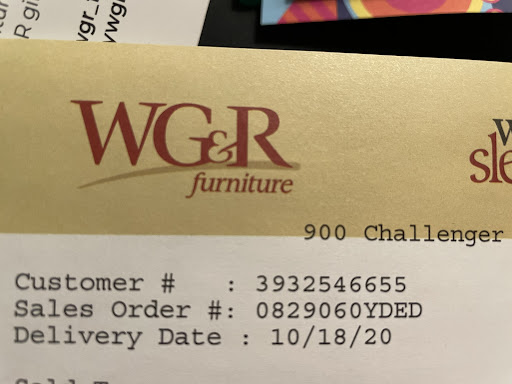 WG&R
furniture
900 Challenger
Customer # : 3932546655
Sales Order #: 0829060YDED
Delivery Date : 10/18/20